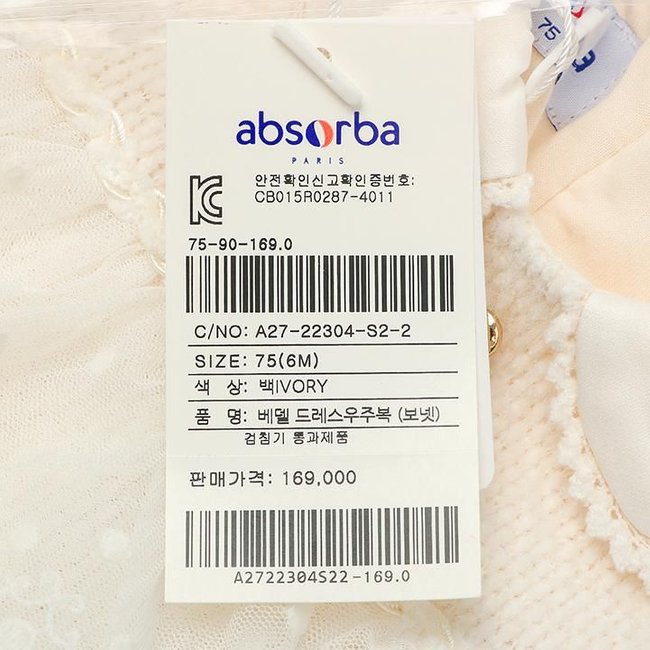 75
absorba
PARIS
안전확인신고확인증번호:
CB015R0287-4011
75-90-169.0
C/NO: A27-22304-S2-2
SIZE: 75(6M)
색 상: 백IVORY
품 명: 베델 드레스우주복 (보넷)
검침기 통과제품
판매가격: 169,000
A2722304S22-169.0